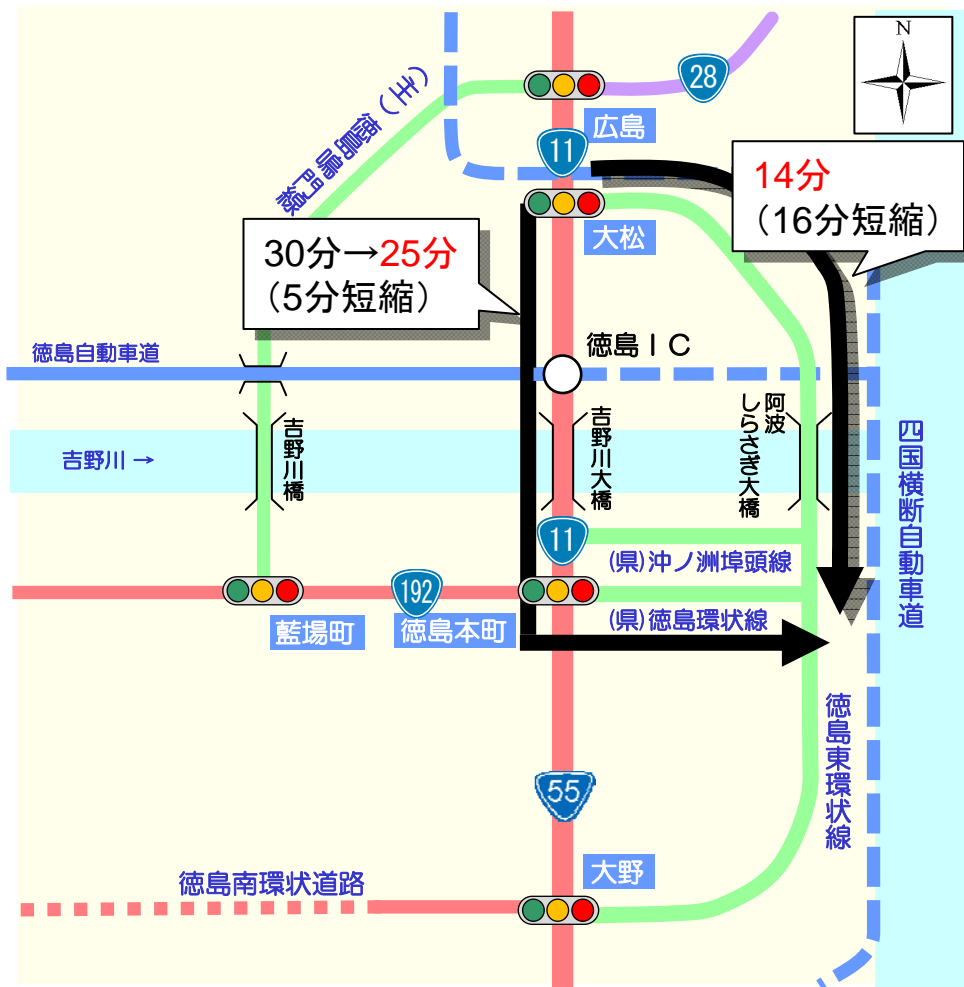 N
(主)徳島鳴門線
28
広島
11
14分
(16分短縮)
大松
30分→25分
(5分短縮)
徳島自動車道
徳島IC
吉野川 →
吉野川橋
吉野川大橋
阿波
しらさぎ大橋
四国横断自動車道
11
(県)沖ノ洲埠頭線
192
藍場町
徳島本町
(県)徳島環状線
徳島東環状線
55
大野
徳島南環状道路